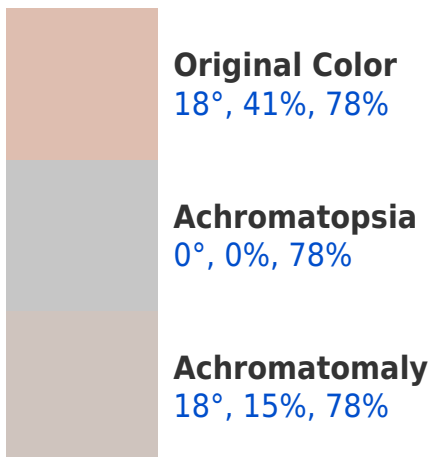 Original Color
18°, 41%, 78%
Achromatopsia
0°, 0%, 78%
Achromatomaly
18°, 15%, 78%